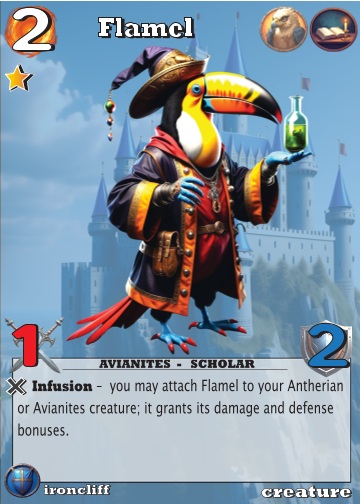 2 Flamel
1 2
AVIANITES - SCHOLAR
Infusion - you may attach Flamel to your Antherian
or Avianites creature; it grants its damage and defense
bonuses.
ironcliff creature